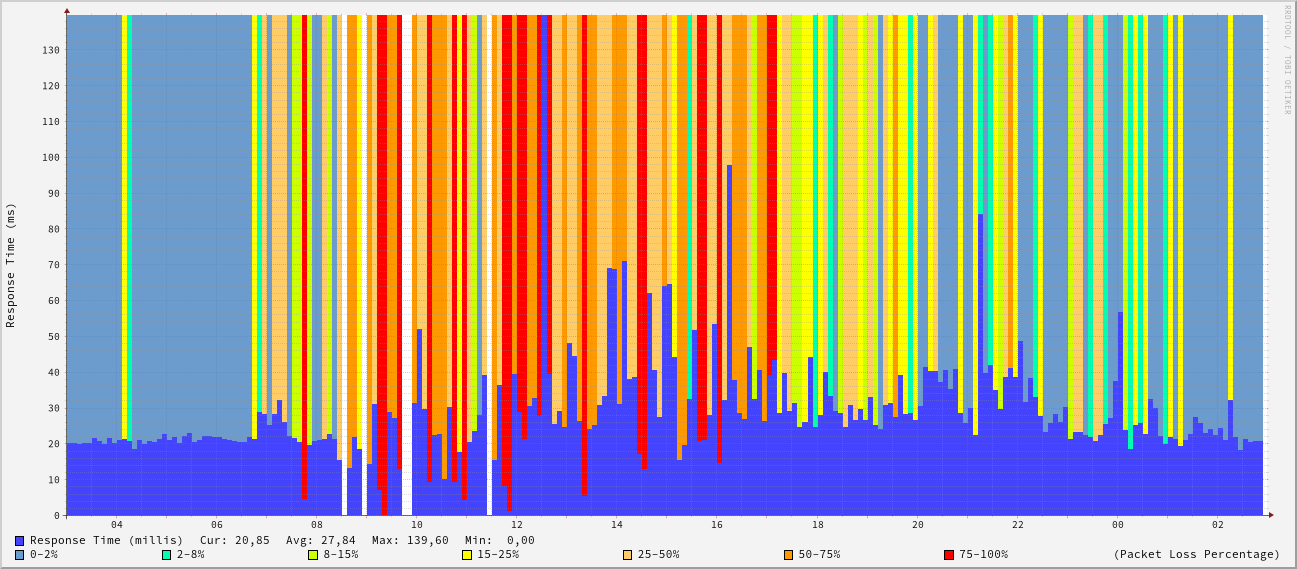 RRDTOOL / TOBI OETIKER
Response Time (ms)
130
120
110
100
90
80
70
60
50
40
30
20
10
0
04 06 08 10 12 14 16 18 20 22 00 02
Response Time (millis) Cur: 20,85 Avg: 27,84 Max: 139,60 Min: 0,00
0-2% 2-8% 8-15% 15-25% 25-50% 50-75% 75-100% (Packet Loss Percentage)